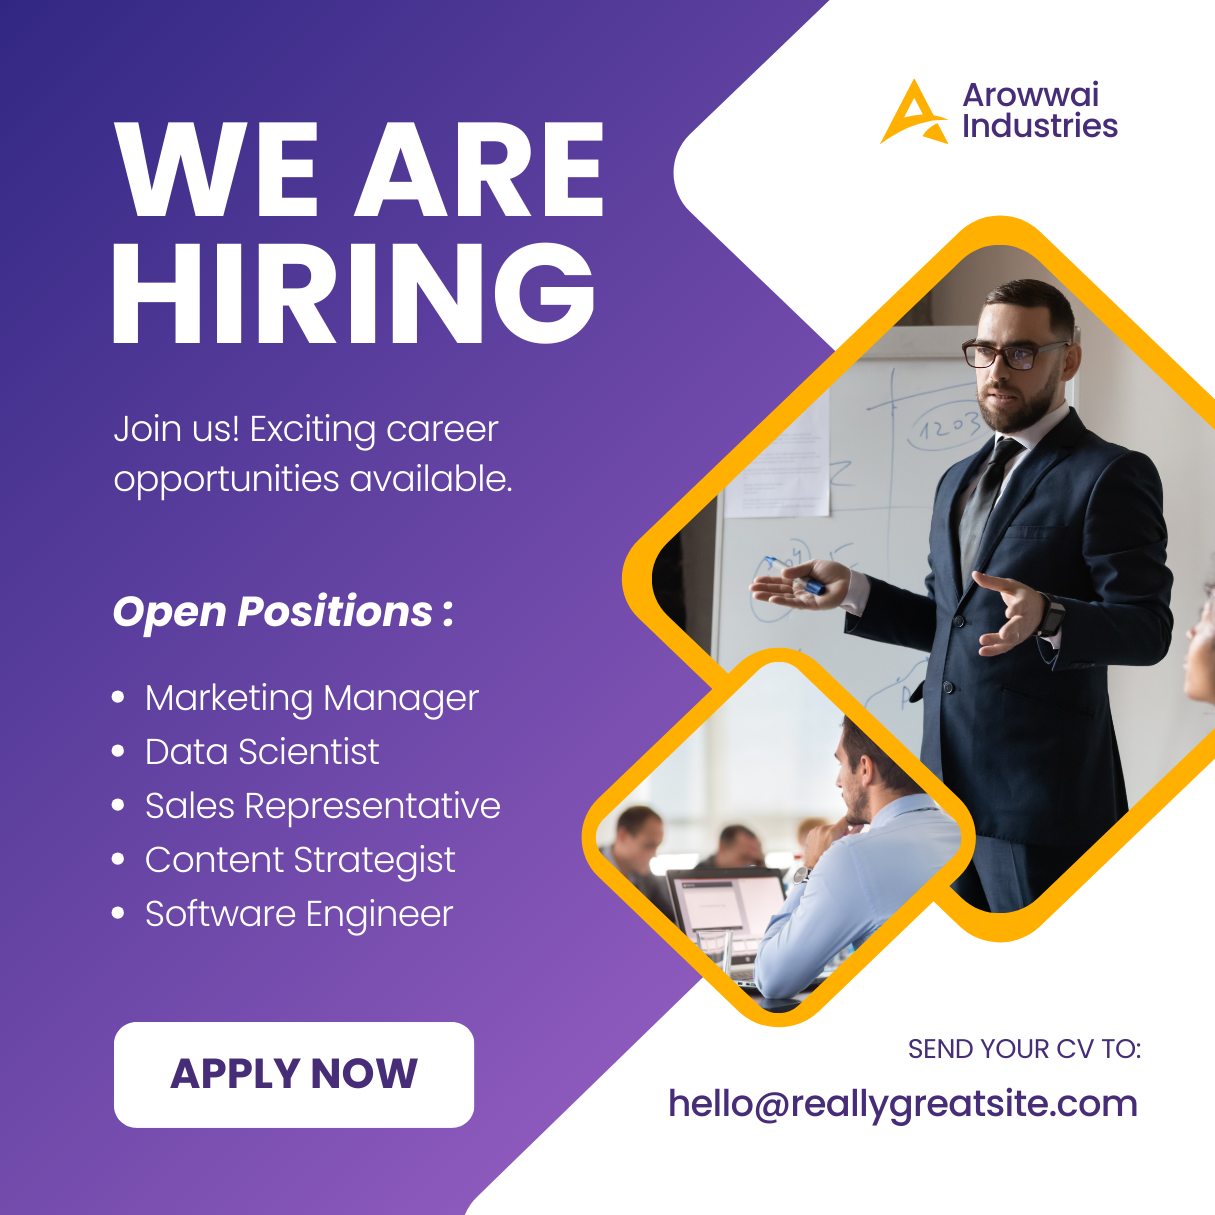 Arowwai
Industries
WE ARE
HIRING
Join us! Exciting career
opportunities available.
Open Positions :
• Marketing Manager
• Data Scientist
• Sales Representative
• Content Strategist
• Software Engineer
APPLY NOW
SEND YOUR CV TO:
hello@reallygreatsite.com
1203